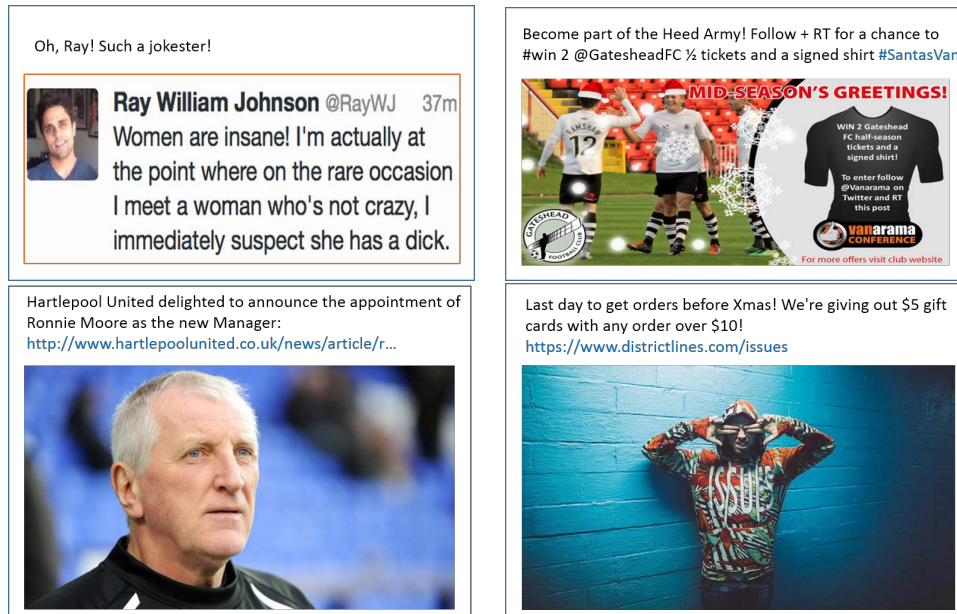 Oh, Ray! Such a jokester!
Ray William Johnson @RayWJ 37m
Women are insane! I'm actually at
the point where on the rare occasion
I meet a woman who's not crazy, I
immediately suspect she has a dick.
Become part of the Heed Army! Follow + RT for a chance to
#win 2 @GatesheadFC ½ tickets and a signed shirt #SantasVan
MID-SEASON'S GREETINGS!
RAMSHAW
12
WIN 2 Gateshead
FC half-season
tickets and a
signed shirt!
To enter follow
@Vanarama on
Twitter and RT
this post
GATESHEAD
FOOTBALL CLUB
vanarama
CONFERENCE
For more offers visit club website
Hartlepool United delighted to announce the appointment of
Ronnie Moore as the new Manager:
http://www.hartlepoolunited.co.uk/news/article/r...
Last day to get orders before Xmas! We're giving out $5 gift
cards with any order over $10!
https://www.districtlines.com/issues
ISSUES